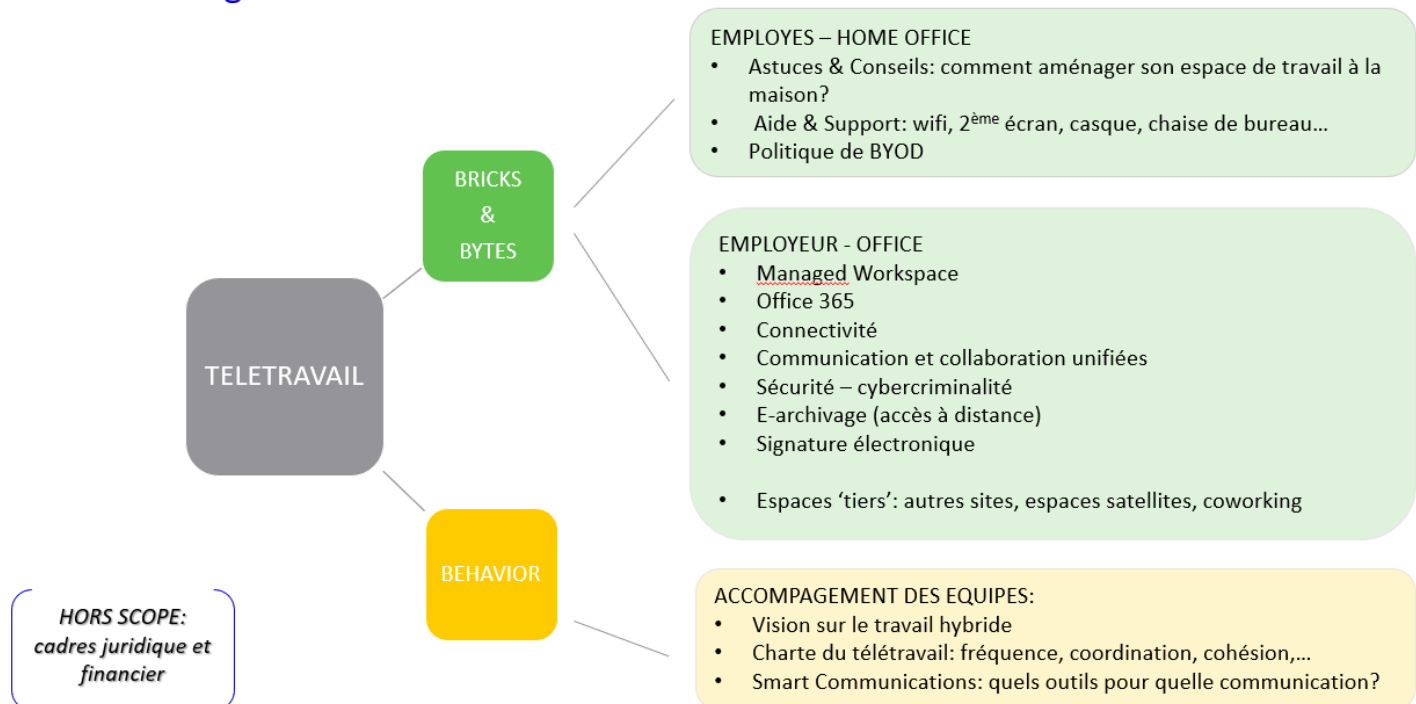 EMPLOYES – HOME OFFICE
• Astuces & Conseils: comment aménager son espace de travail à la
maison?
• Aide & Support: wifi, 2ème écran, casque, chaise de bureau…
• Politique de BYOD
BRICKS
&
BYTES
EMPLOYEUR - OFFICE
• Managed Workspace
• Office 365
• Connectivité
• Communication et collaboration unifiées
• Sécurité – cybercriminalité
• E-archivage (accès à distance)
• Signature électronique
• Espaces ‘tiers’: autres sites, espaces satellites, coworking
TELETRAVAIL
BEHAVIOR
ACCOMPAGEMENT DES EQUIPES:
• Vision sur le travail hybride
• Charte du télétravail: fréquence, coordination, cohésion,…
• Smart Communications: quels outils pour quelle communication?
HORS SCOPE:
cadres juridique et
financier